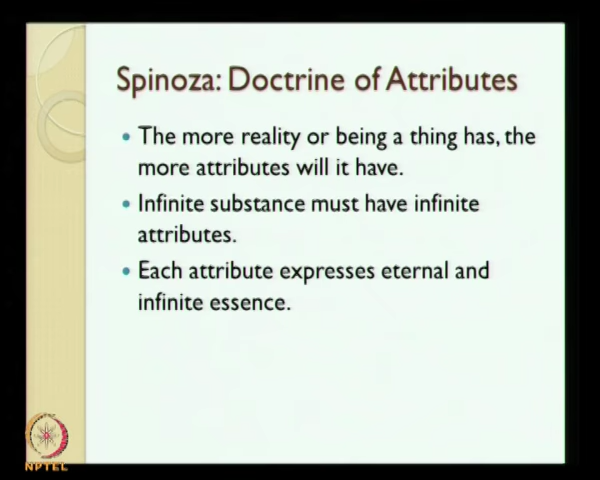 Spinoza: Doctrine of Attributes
The more reality or being a thing has, the
more attributes will it have.
Infinite substance must have infinite
attributes.
Each attribute expresses eternal and
infinite essence.
NPTEL